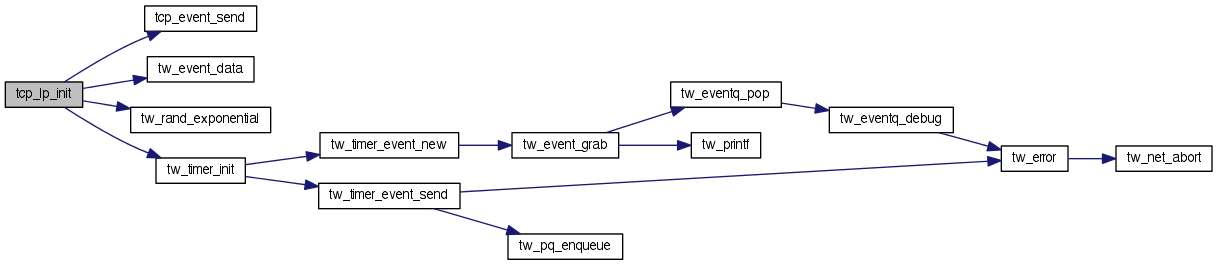 tcp_event_send
tw_event_data
tcp_lp_init
tw_rand_exponential
tw_timer_init
tw_timer_event_new
tw_timer_event_send
tw_event_grab
tw_pq_enqueue
tw_eventq_pop
tw_printf
tw_eventq_debug
tw_error
tw_net_abort